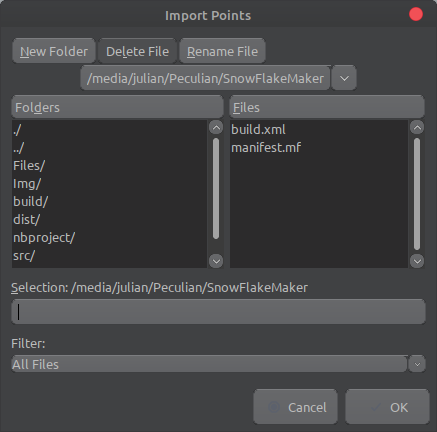 Import Points
New Folder Delete File Rename File
/media/julian/Peculian/SnowFlakeMaker
Folders
./
../
Files/
Img/
build/
dist/
nbproject/
src/
Files
build.xml
manifest.mf
Selection: /media/julian/Peculian/SnowFlakeMaker
Filter:
All Files
Cancel OK